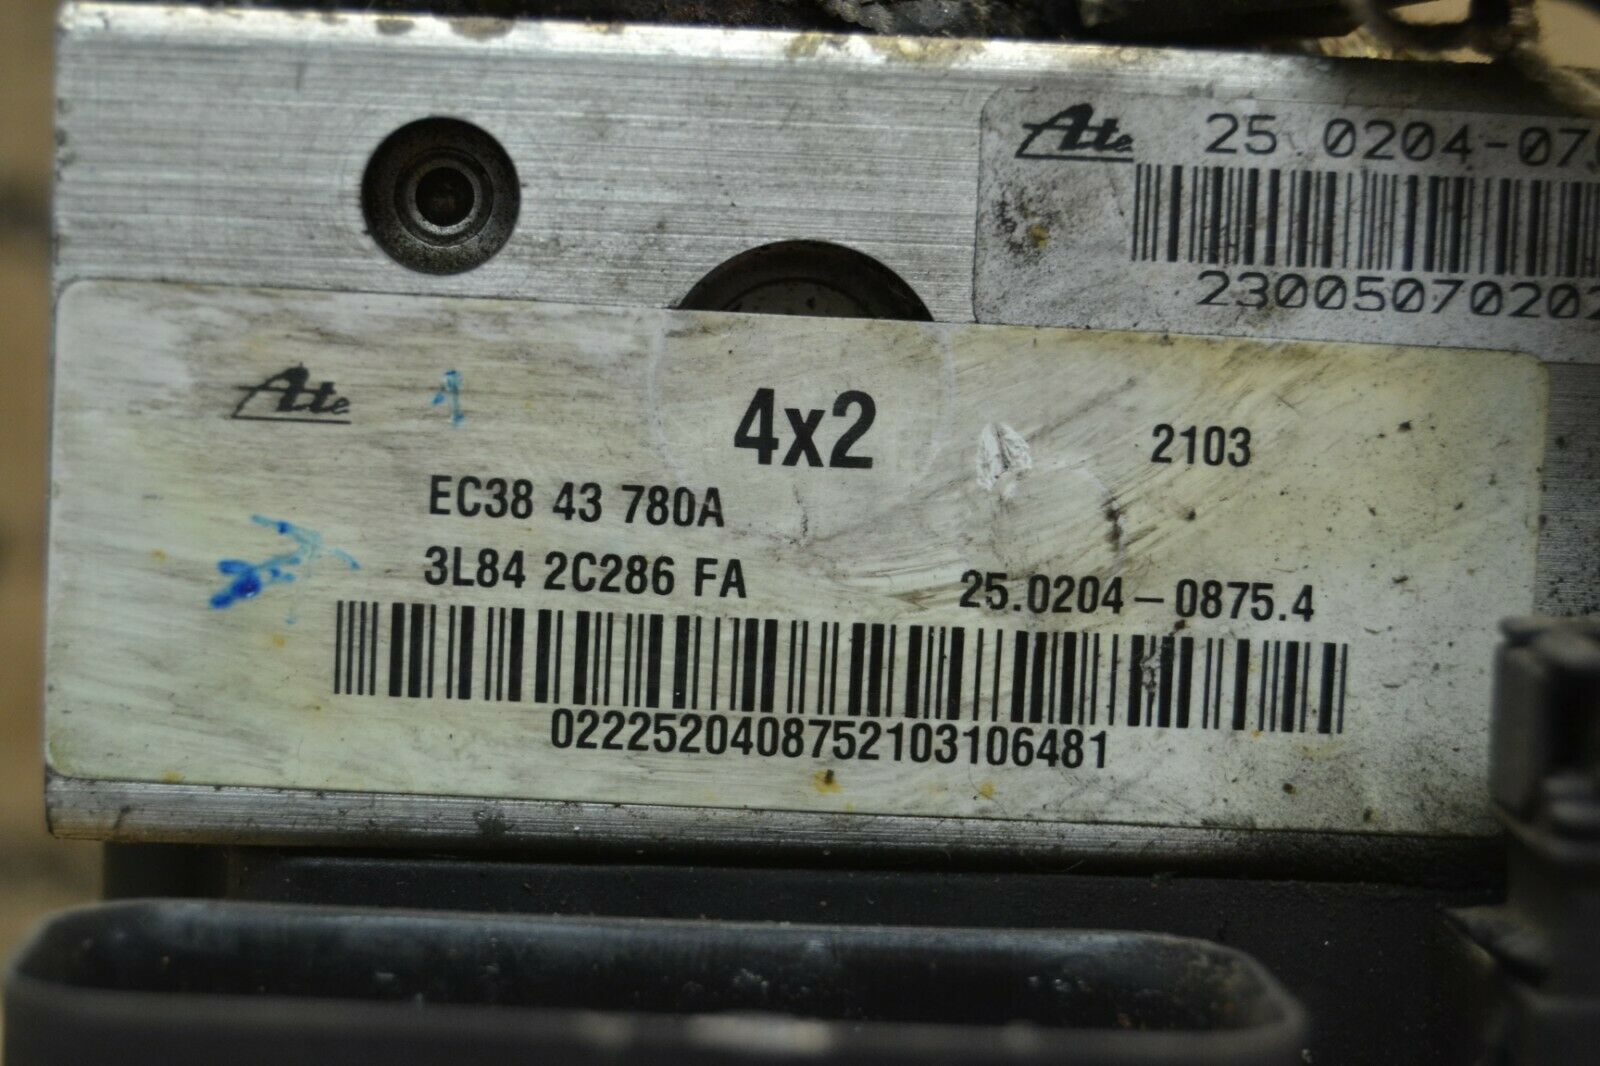 Ate 25.0204-07
23005070202
Ate 1 4x2 2103
EC38 43 780A
3L84 2C286 FA 25.0204-0875.4
0222520408752103106481